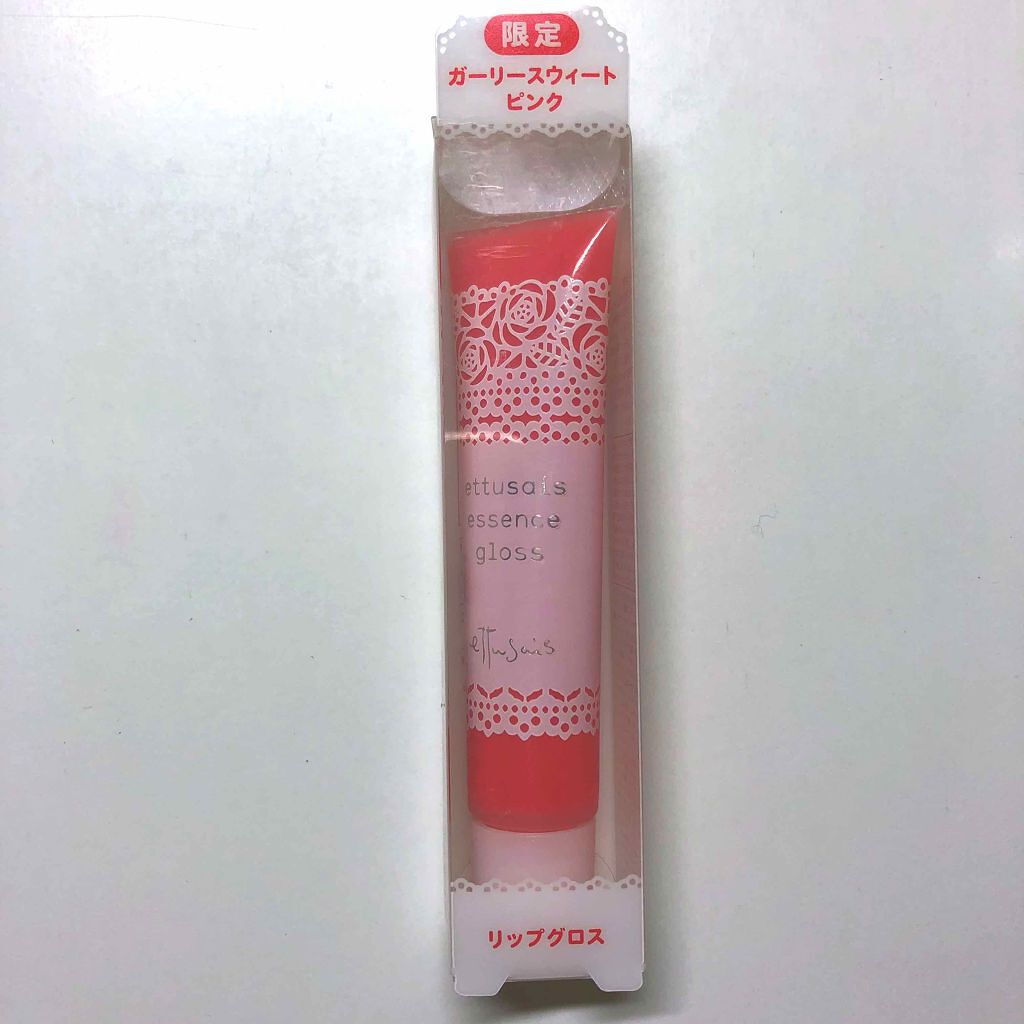 限定
ガーリースウィート
ピンク
ettusais
essence
gloss
ettusais
リップグロス